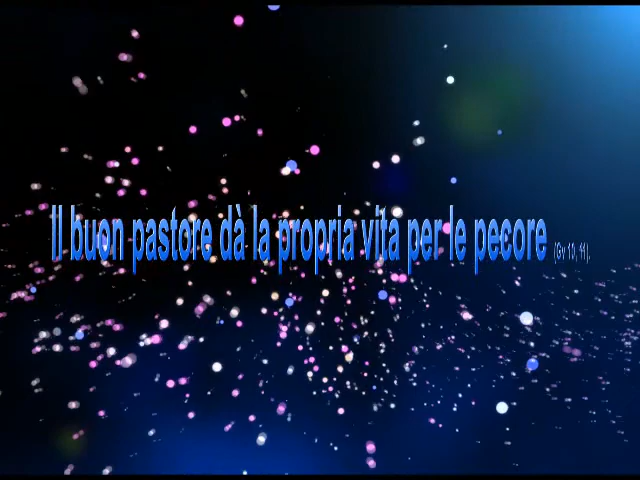 Il buon pastore dà la propria vita per le pecore (Gv 10, 11).